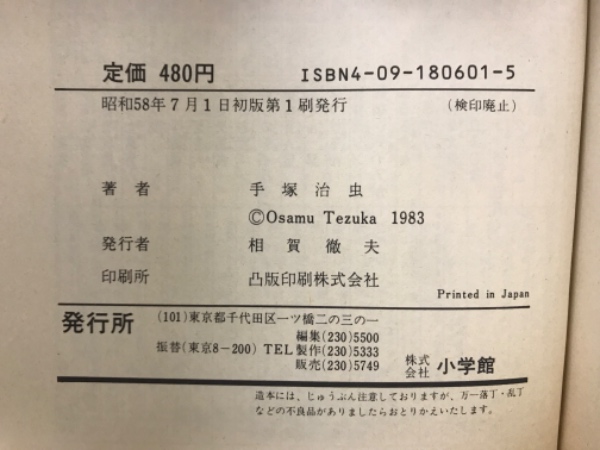 定価 480円 ISBN4-09-180601-5
昭和58年7月1日初版第1刷発行 (検印廃止)
著者 手塚治虫
©Osamu Tezuka 1983
発行者 相賀徹夫
印刷所 凸版印刷株式会社
Printed in Japan
発行所 (101)東京都千代田区一ツ橋二の三の一
編集(230)5500
振替(東京8-200) TEL製作(230)5333
販売(230)5749
株式会社 小学館
造本には、じゅうぶん注意しておりますが、万一落丁・乱丁
などの不良品がありましたらおとりかえいたします。